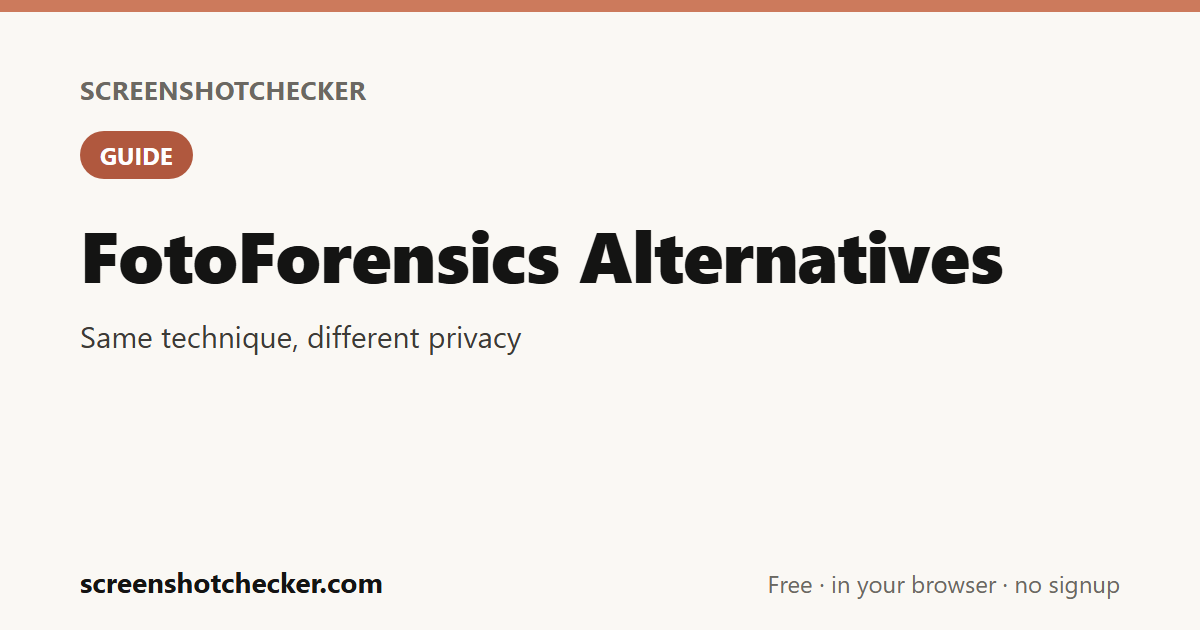 SCREENSHOTCHECKER
GUIDE
FotoForensics Alternatives
Same technique, different privacy
screenshotchecker.com
Free · in your browser · no signup